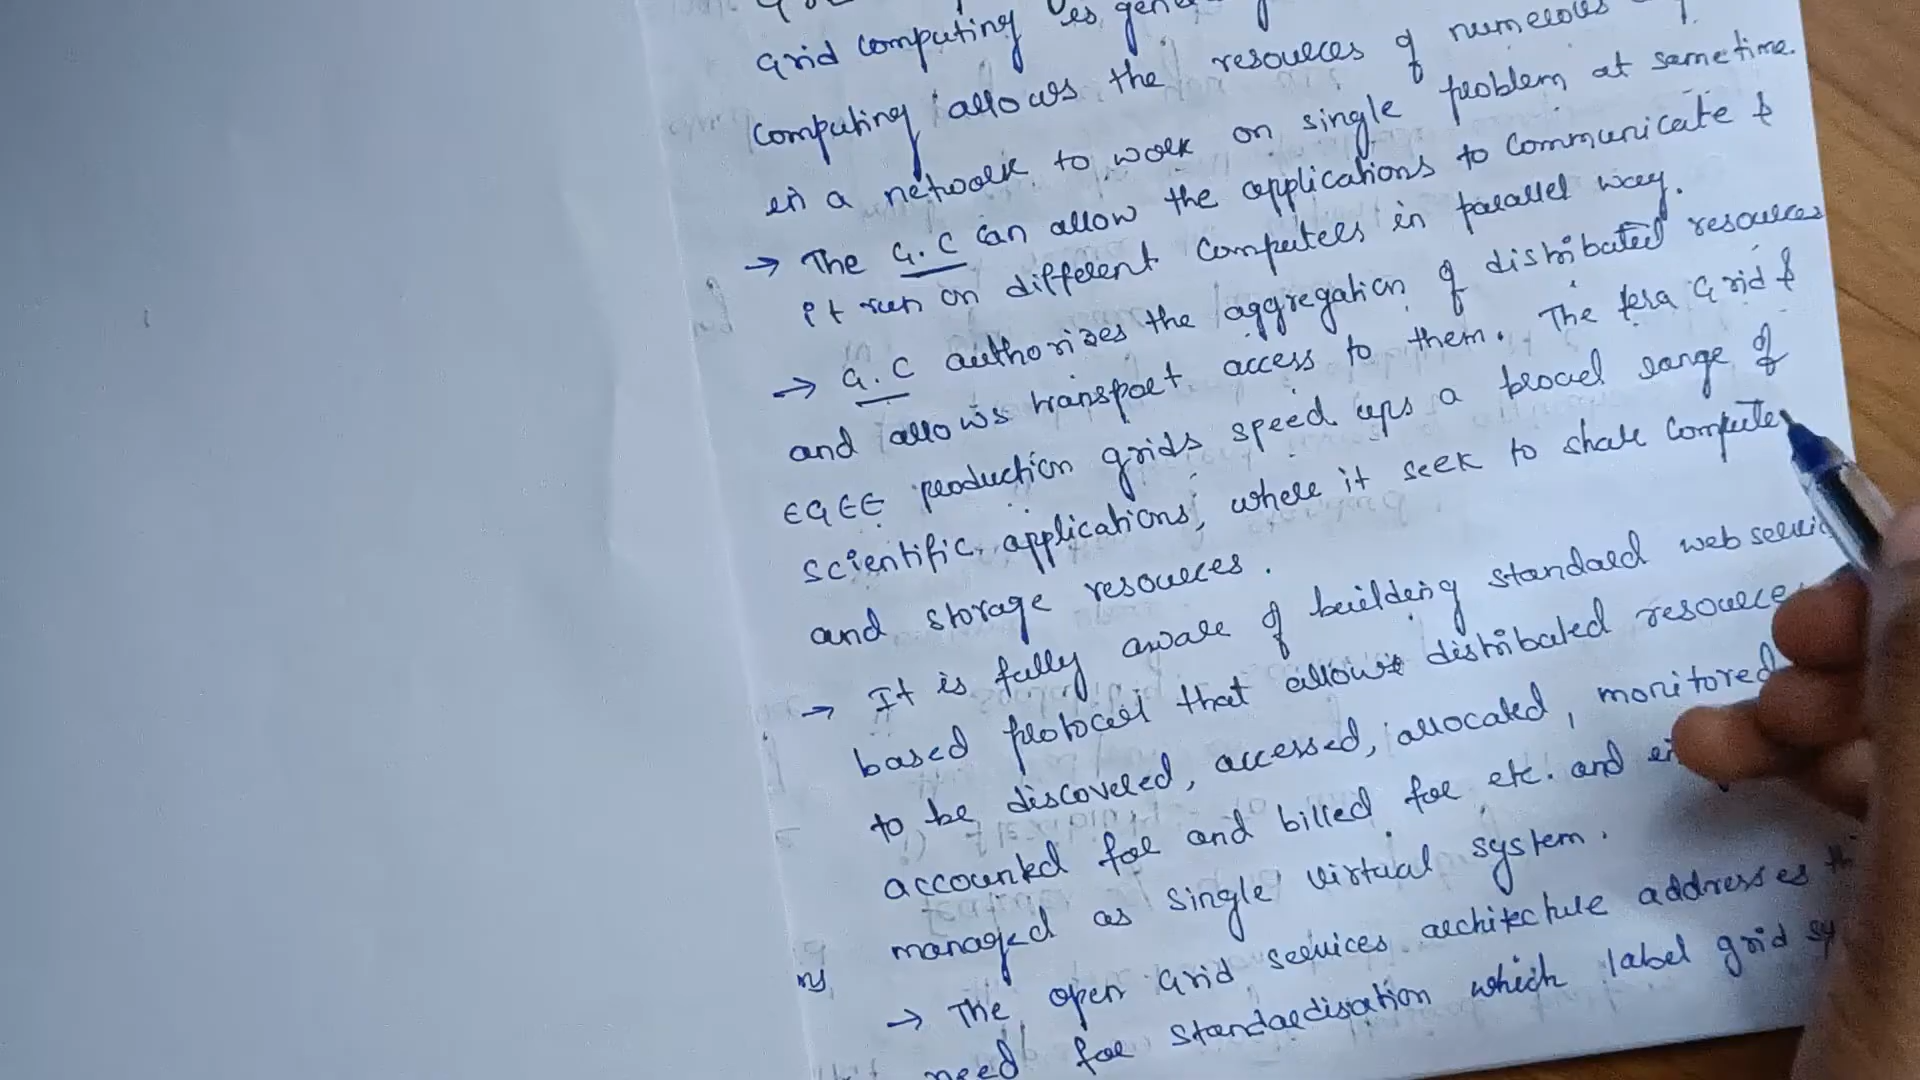 Grid computing is
computing allows the resources of numerous
in a network to work on single problem at same time.
→ The G.C can allow the applications to communicate &
it run on different computers in parallel way.
→ G.C authorizes the aggregation of distributed resources
and allows transport access to them. The tera Grid &
EGEE production grids speed ups a broad range of
scientific applications, where it seek to share compute
and storage resources.
→ It is fully aware of building standard web
based protocol that allows distributed resource
to be discovered, accessed, allocated, monitored
accounted for and billed for etc. and
managed as single virtual system.
→ The open Grid services architecture addresses
need for standardisation which label grid